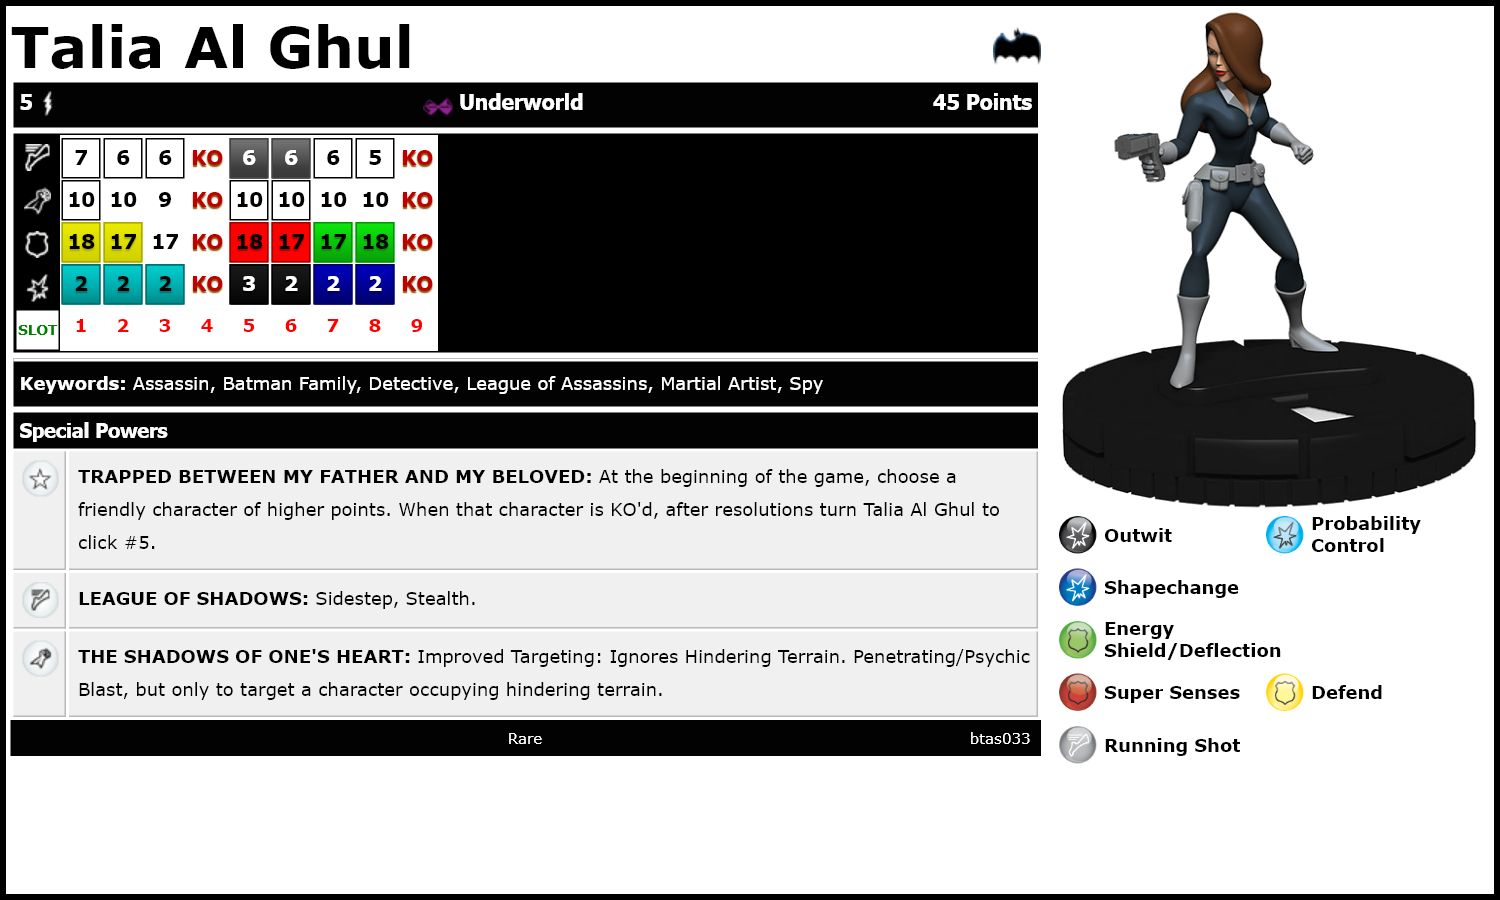 Talia Al Ghul
5 Underworld 45 Points
7 6 6 KO 6 6 6 5 KO
10 10 9 KO 10 10 10 10 KO
18 17 17 KO 18 17 17 18 KO
2 2 2 KO 3 2 2 2 KO
SLOT 1 2 3 4 5 6 7 8 9
Keywords: Assassin, Batman Family, Detective, League of Assassins, Martial Artist, Spy
Special Powers
TRAPPED BETWEEN MY FATHER AND MY BELOVED: At the beginning of the game, choose a
friendly character of higher points. When that character is KO'd, after resolutions turn Talia Al Ghul to
click #5.
LEAGUE OF SHADOWS: Sidestep, Stealth.
THE SHADOWS OF ONE'S HEART: Improved Targeting: Ignores Hindering Terrain. Penetrating/Psychic
Blast, but only to target a character occupying hindering terrain.
Rare btas033
Outwit
Probability
Control
Shapechange
Energy
Shield/Deflection
Super Senses
Defend
Running Shot